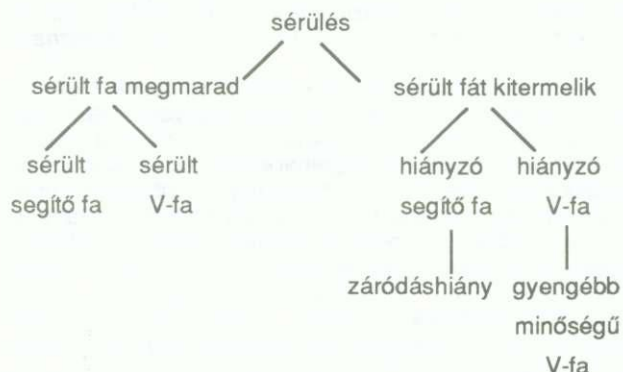 sérülés
sérült fa megmarad
sérült fát kitermelik
sérült
segítő fa
sérült
V-fa
hiányzó
segítő fa
hiányzó
V-fa
záródáshiány
gyengébb
minőségű
V-fa